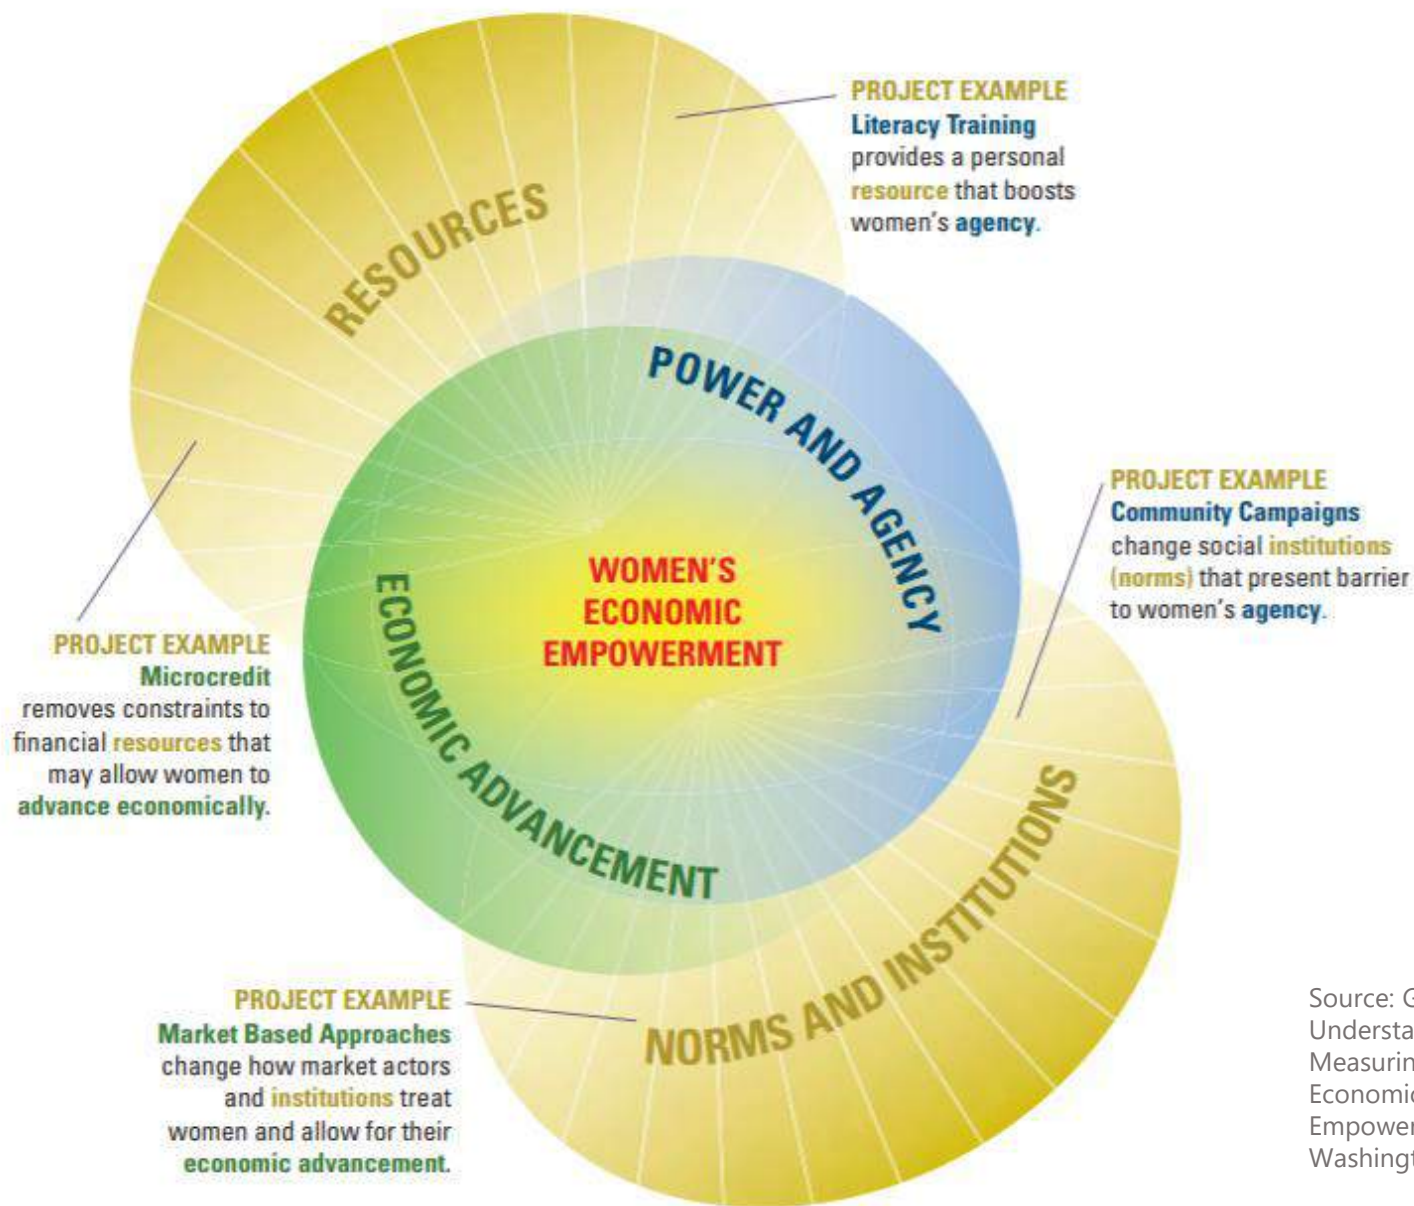 PROJECT EXAMPLE
Literacy Training
provides a personal
resource that boosts
women's agency.
RESOURCES
POWER AND AGENCY
PROJECT EXAMPLE
Community Campaigns
change social institutions
(norms) that present barrier
to women's agency.
WOMEN'S
ECONOMIC
EMPOWERMENT
ECONOMIC ADVANCEMENT
PROJECT EXAMPLE
Microcredit
removes constraints to
financial resources that
may allow women to
advance economically.
NORMS AND INSTITUTIONS
PROJECT EXAMPLE
Market Based Approaches
change how market actors
and institutions treat
women and allow for their
economic advancement.
Source: G
Understa
Measurin
Economic
Empower
Washingt